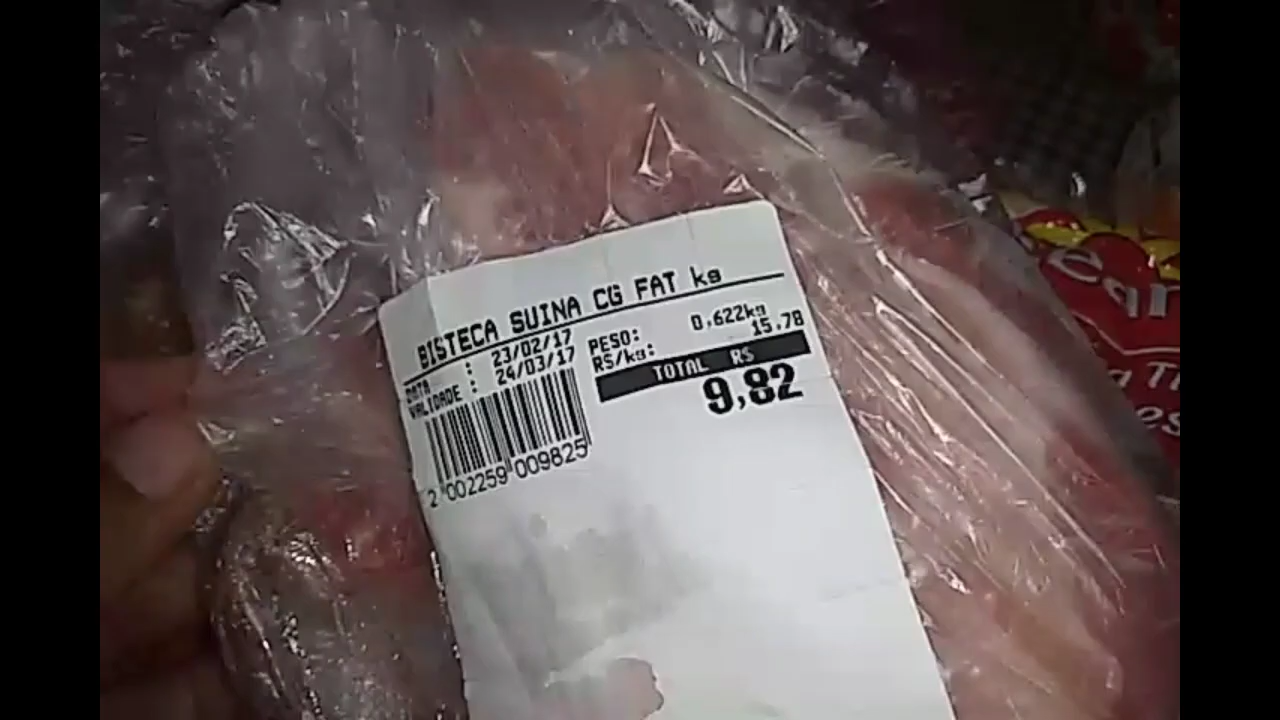 BISTECA SUINA CG FAT kg
DATA : 23/02/17
VALIDADE : 24/03/17
PESO: 0,622kg
R$/kg: 15,78
TOTAL R$
9,82
2 002259 009825
ear